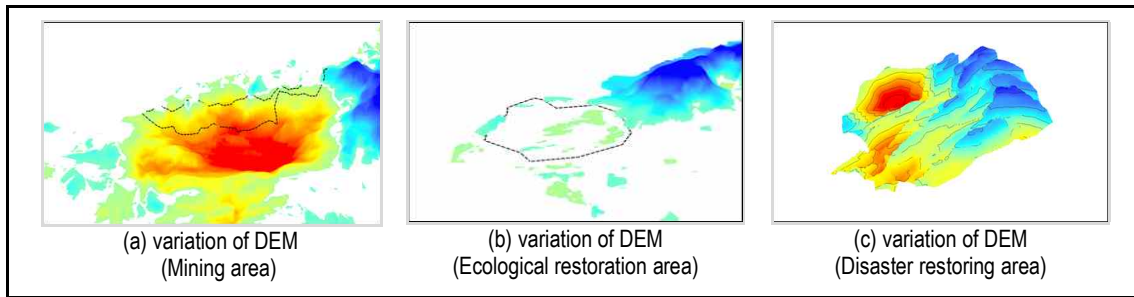 (a) variation of DEM
(Mining area)
(b) variation of DEM
(Ecological restoration area)
(c) variation of DEM
(Disaster restoring area)